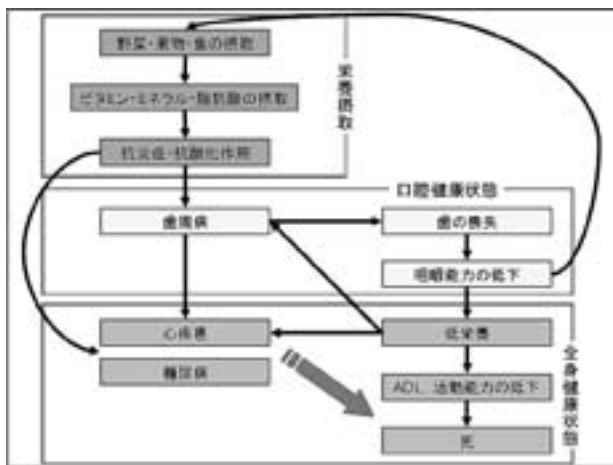 野菜・果物・魚の摂取
ビタミン・ミネラル・脂肪酸の摂取
抗炎症・抗酸化作用
栄養摂取
口腔健康状態
歯周病
歯の喪失
咀嚼能力の低下
心疾患
低栄養
糖尿病
ADL、活動能力の低下
死
全身健康状態